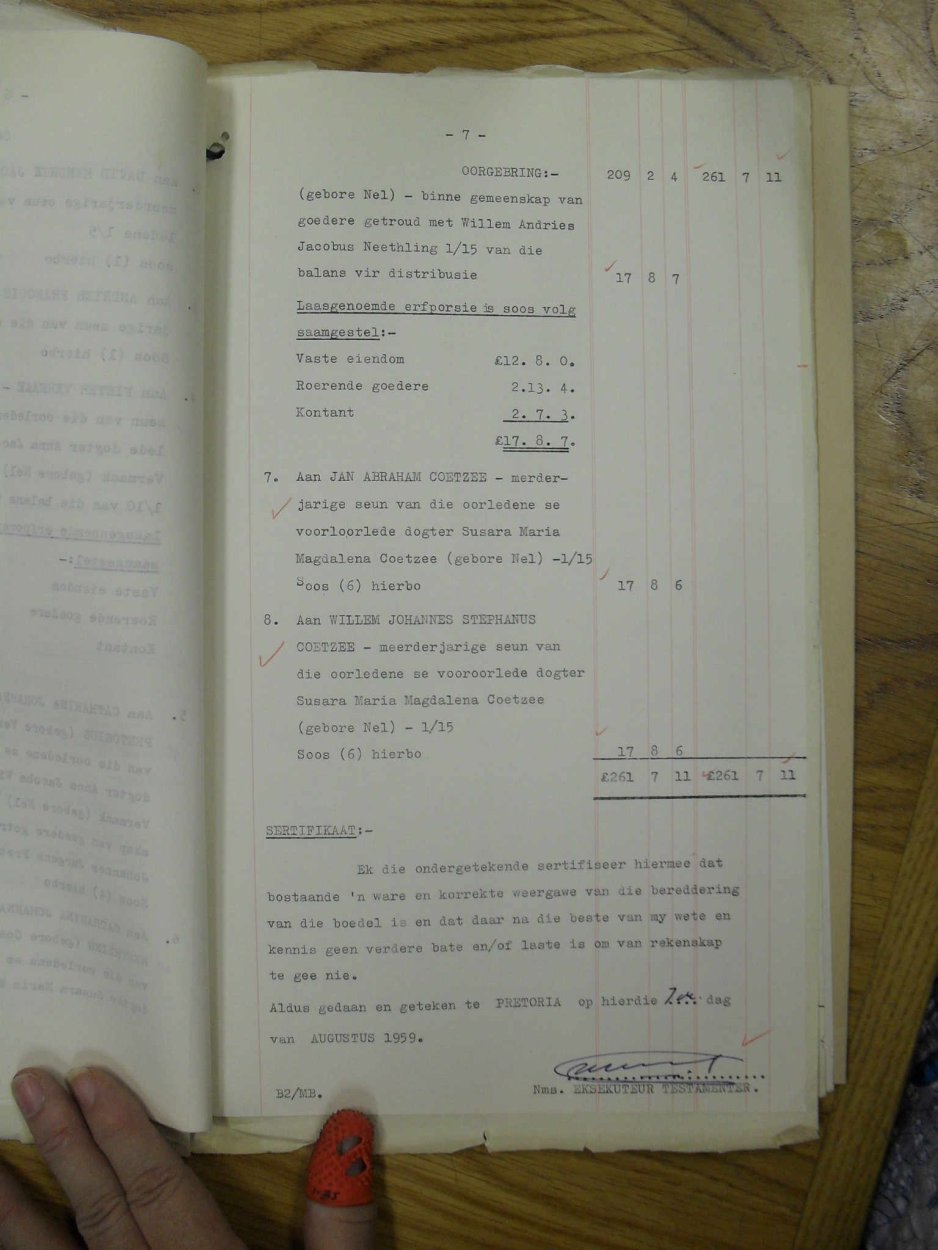 - 7 -
OORGEBRING:- 209 2 4 261 7 11
(gebore Nel) - binne gemeenskap van
goedere getroud met Willem Andries
Jacobus Neethling 1/15 van die
balans vir distribusie 17 8 7
Laasgenoemde erfporsie is soos volg
saamgestel:-
Vaste eiendom £12. 8. 0.
Roerende goedere 2.13. 4.
Kontant 2. 7. 3.
£17. 8. 7.
7. Aan JAN ABRAHAM COETZEE - merder-
jarige seun van die oorledene se
voorloorlede dogter Susara Maria
Magdalena Coetzee (gebore Nel) -1/15
Soos (6) hierbo 17 8 6
8. Aan WILLEM JOHANNES STEPHANUS
COETZEE - meerderjarige seun van
die oorledene se vooroorlede dogter
Susara Maria Magdalena Coetzee
(gebore Nel) - 1/15
Soos (6) hierbo 17 8 6
£261 7 11 £261 7 11
SERTIFIKAAT:-
Ek die ondergetekende sertifiseer hiermee dat
bostaande 'n ware en korrekte weergawe van die bereddering
van die boedel is en dat daar na die beste van my wete en
kennis geen verdere bate en/of laste is om van rekenskap
te gee nie.
Aldus gedaan en geteken te PRETORIA op hierdie dag
van AUGUSTUS 1959.
B2/MB. Nms. EKSEKUTEUR TESTAMENTER.